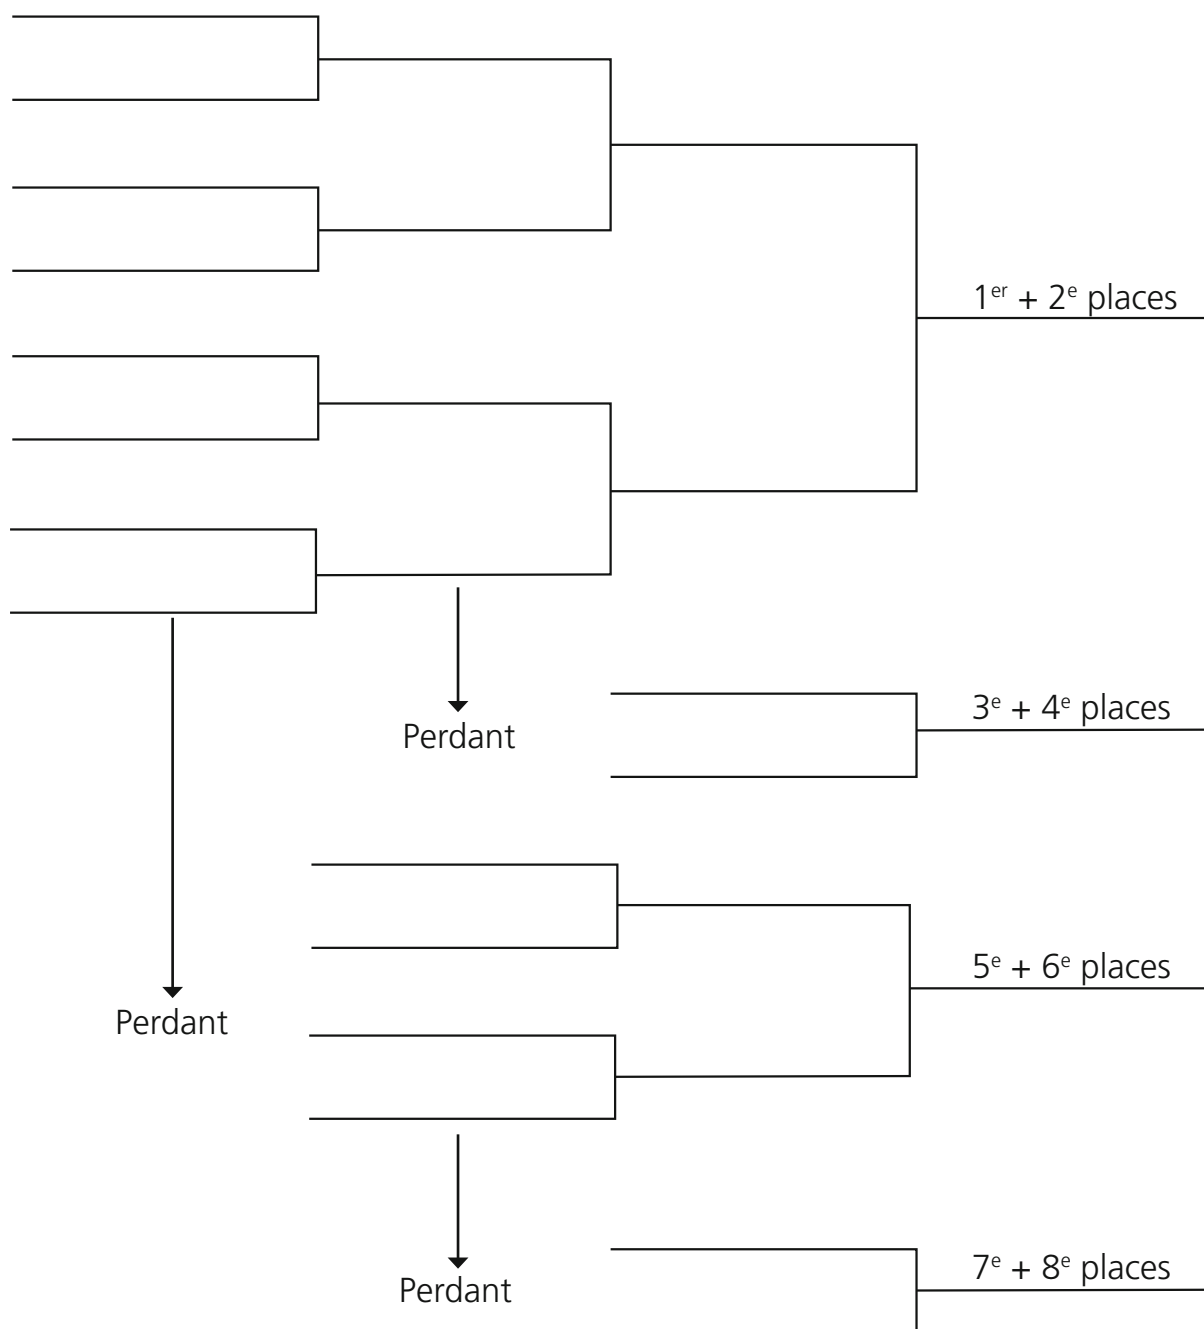 1er + 2e places
3e + 4e places
Perdant
5e + 6e places
Perdant
7e + 8e places
Perdant